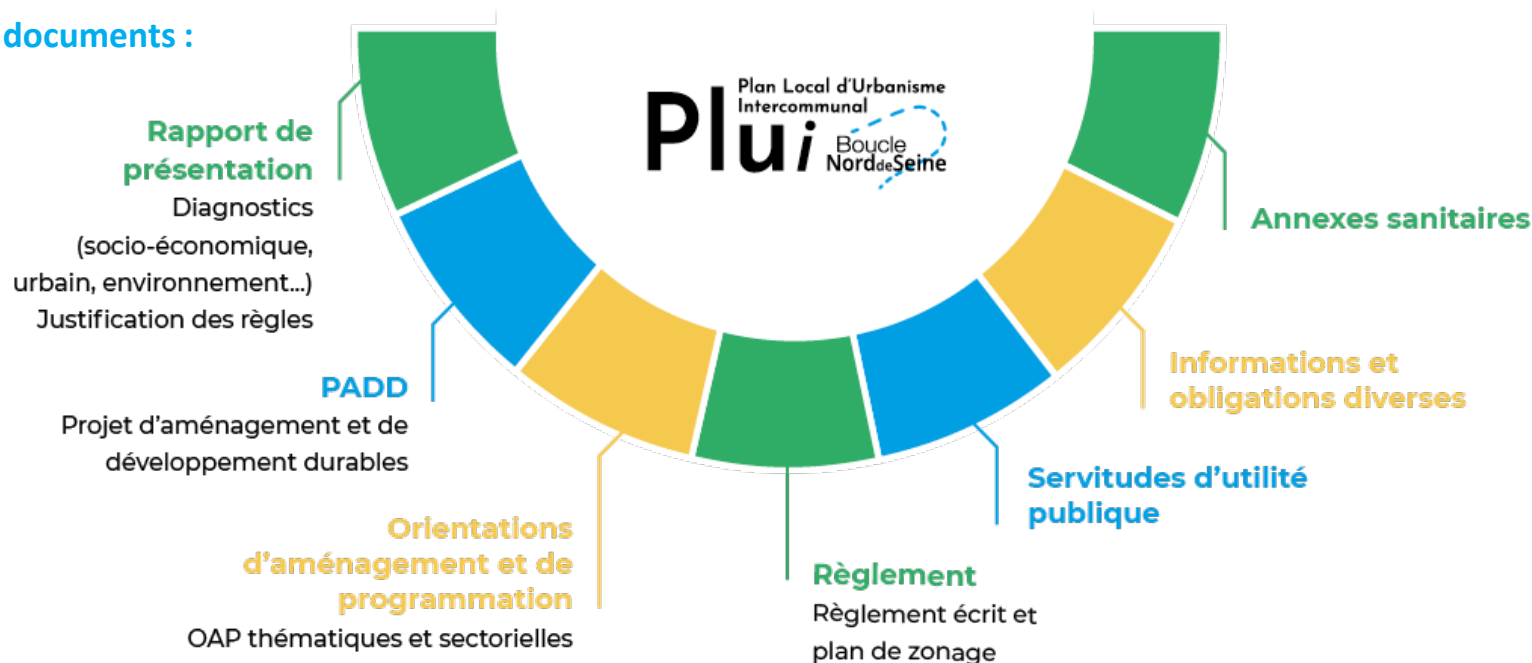 documents :
Plan Local d'Urbanisme
Intercommunal
Plui
Boucle
Nord de Seine
Rapport de
présentation
Diagnostics
(socio-économique,
urbain, environnement...)
Justification des règles
PADD
Projet d'aménagement et de
développement durables
Orientations
d'aménagement et de
programmation
OAP thématiques et sectorielles
Règlement
Règlement écrit et
plan de zonage
Servitudes d'utilité
publique
Informations et
obligations diverses
Annexes sanitaires